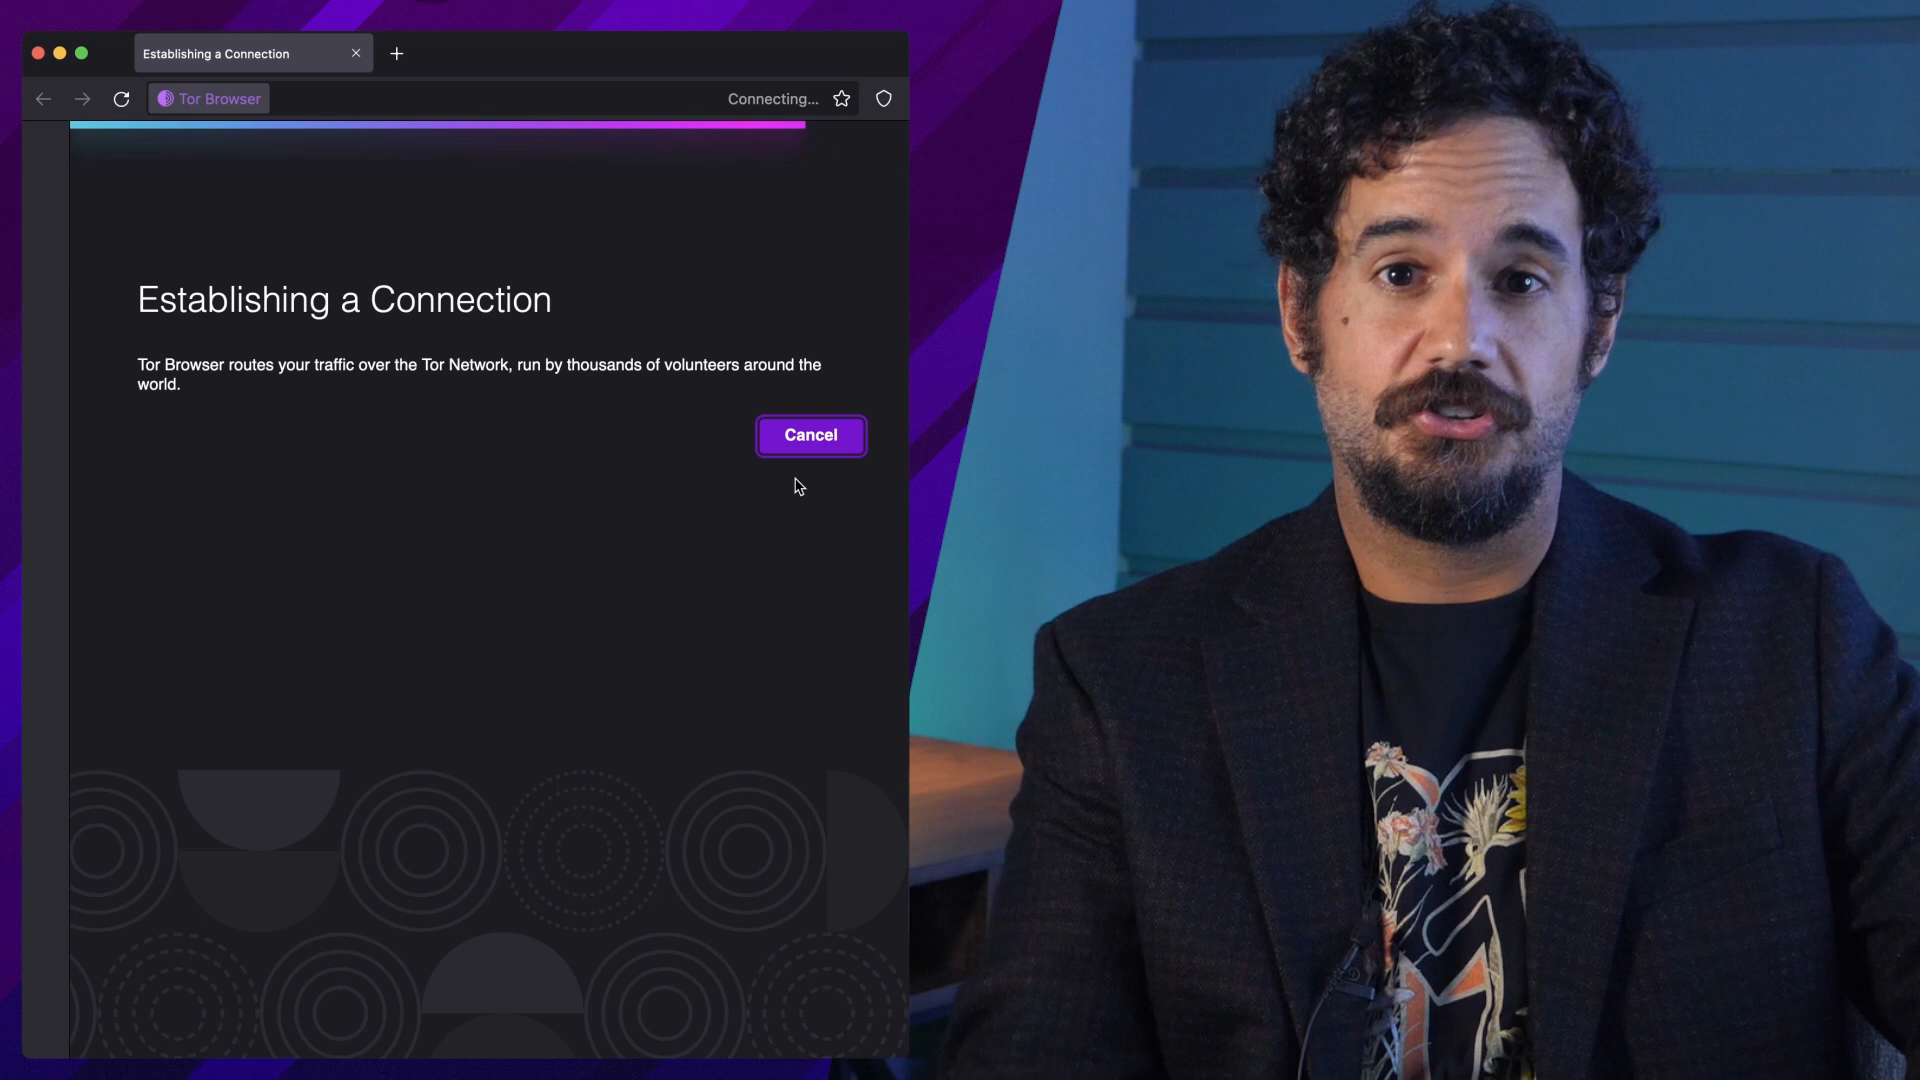 Establishing a Connection
Tor Browser
Connecting...
Establishing a Connection
Tor Browser routes your traffic over the Tor Network, run by thousands of volunteers around the
world.
Cancel